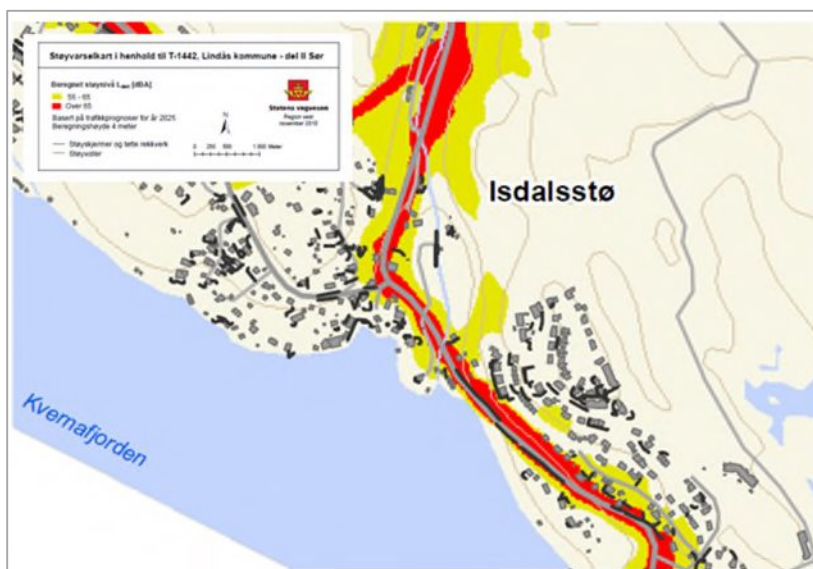 Støyvarselkart i henhold til T-1442, Lindås kommune - del II Sør
Beregnet støynivå L [dBA]
55 - 65
Over 65
Basert på trafikkprognoser for år 2025
Beregningshøyde 4 meter
Støyskjermer og tette rekkverk
Støyvoller
N
0 250 500 1 000 Meter
Statens vegvesen
Region vest
november 2010
Isdalsstø
Kvernafjorden